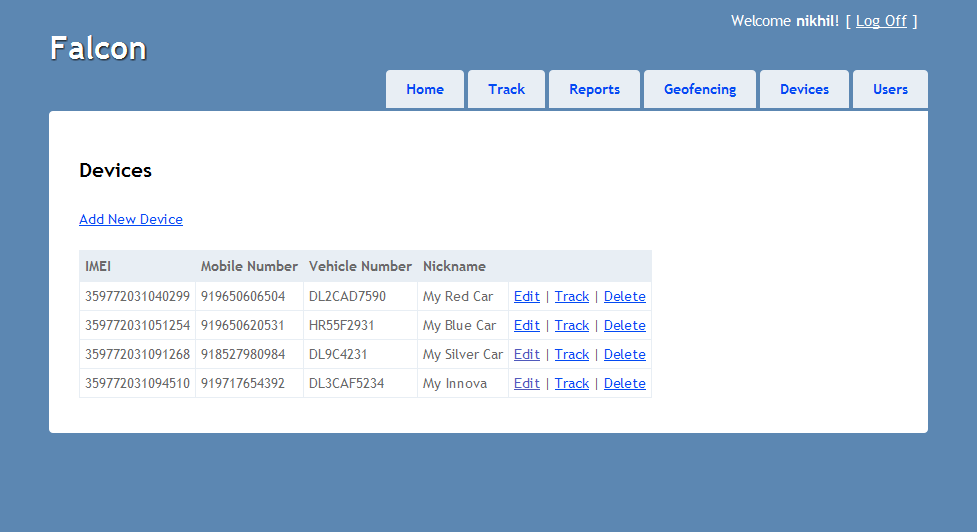 Welcome nikhil! [ Log Off ]
Falcon
Home Track Reports Geofencing Devices Users
Devices
Add New Device
IMEI Mobile Number Vehicle Number Nickname
359772031040299 919650606504 DL2CAD7590 My Red Car Edit | Track | Delete
359772031051254 919650620531 HR55F2931 My Blue Car Edit | Track | Delete
359772031091268 918527980984 DL9C4231 My Silver Car Edit | Track | Delete
359772031094510 919717654392 DL3CAF5234 My Innova Edit | Track | Delete